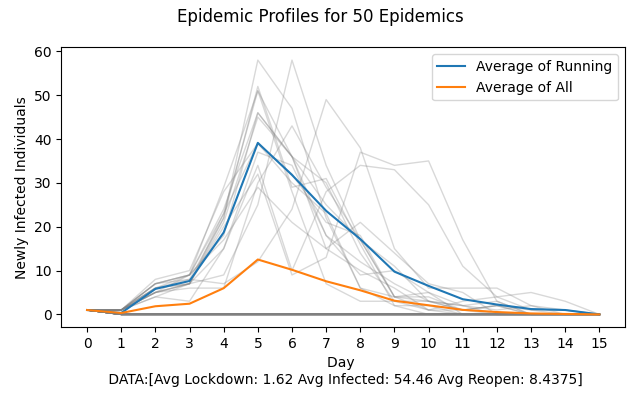 Epidemic Profiles for 50 Epidemics
60
50
40
30
20
10
0
Newly Infected Individuals
Average of Running
Average of All
0 1 2 3 4 5 6 7 8 9 10 11 12 13 14 15
Day
DATA:[Avg Lockdown: 1.62 Avg Infected: 54.46 Avg Reopen: 8.4375]